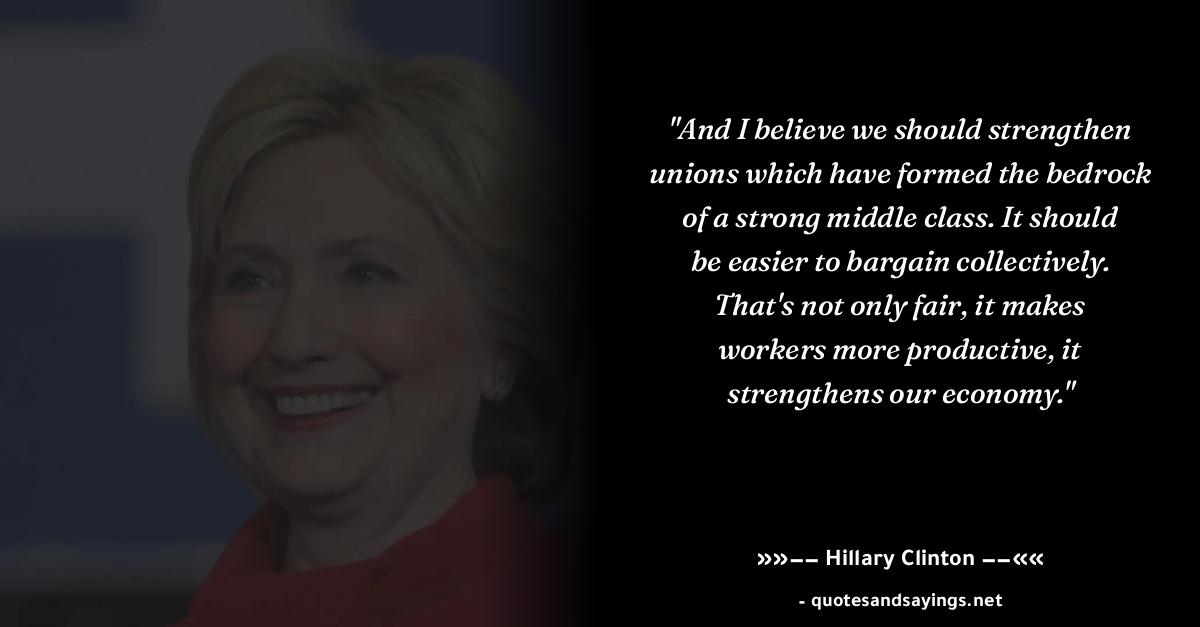 "And I believe we should strengthen
unions which have formed the bedrock
of a strong middle class. It should
be easier to bargain collectively.
That's not only fair, it makes
workers more productive, it
strengthens our economy."
»»–– Hillary Clinton ––««
- quotesandsayings.net